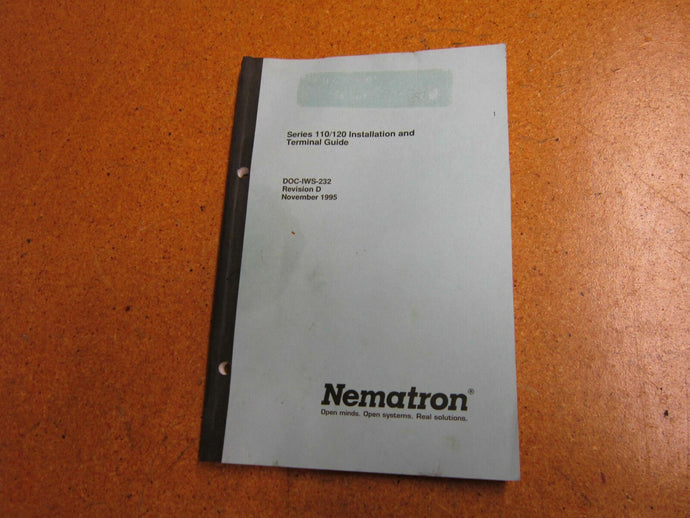 1
Series 110/120 Installation and
Terminal Guide
DOC-IWS-232
Revision D
November 1995
Nematron®
Open minds. Open systems. Real solutions.